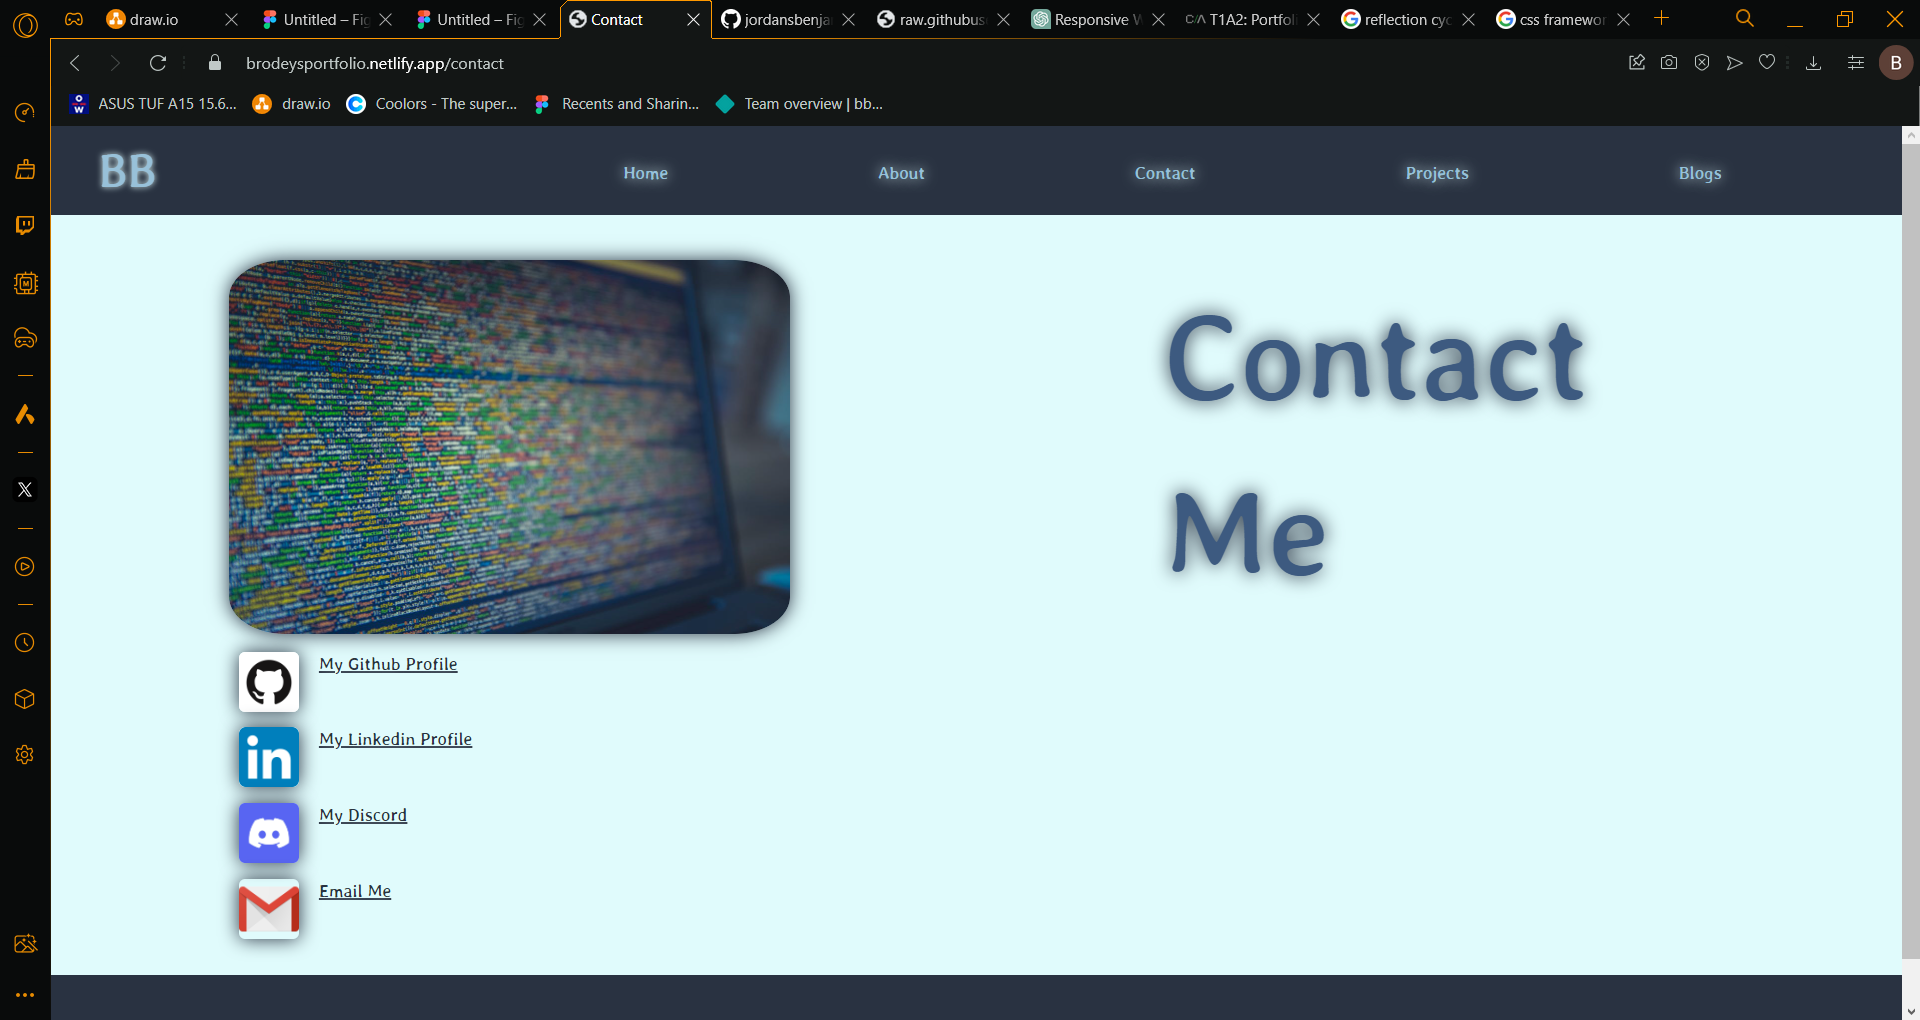 draw.io
Untitled – Fig
Untitled – Fig
Contact
jordansbenja
raw.githubus
Responsive W
C/A T1A2: Portfoli
reflection cyc
css framewor
brodeysportfolio.netlify.app/contact
B
ASUS TUF A15 15.6...
draw.io
Coolors - The super...
Recents and Sharin...
Team overview | bb...
BB
Home
About
Contact
Projects
Blogs
Contact
Me
My Github Profile
My Linkedin Profile
My Discord
Email Me